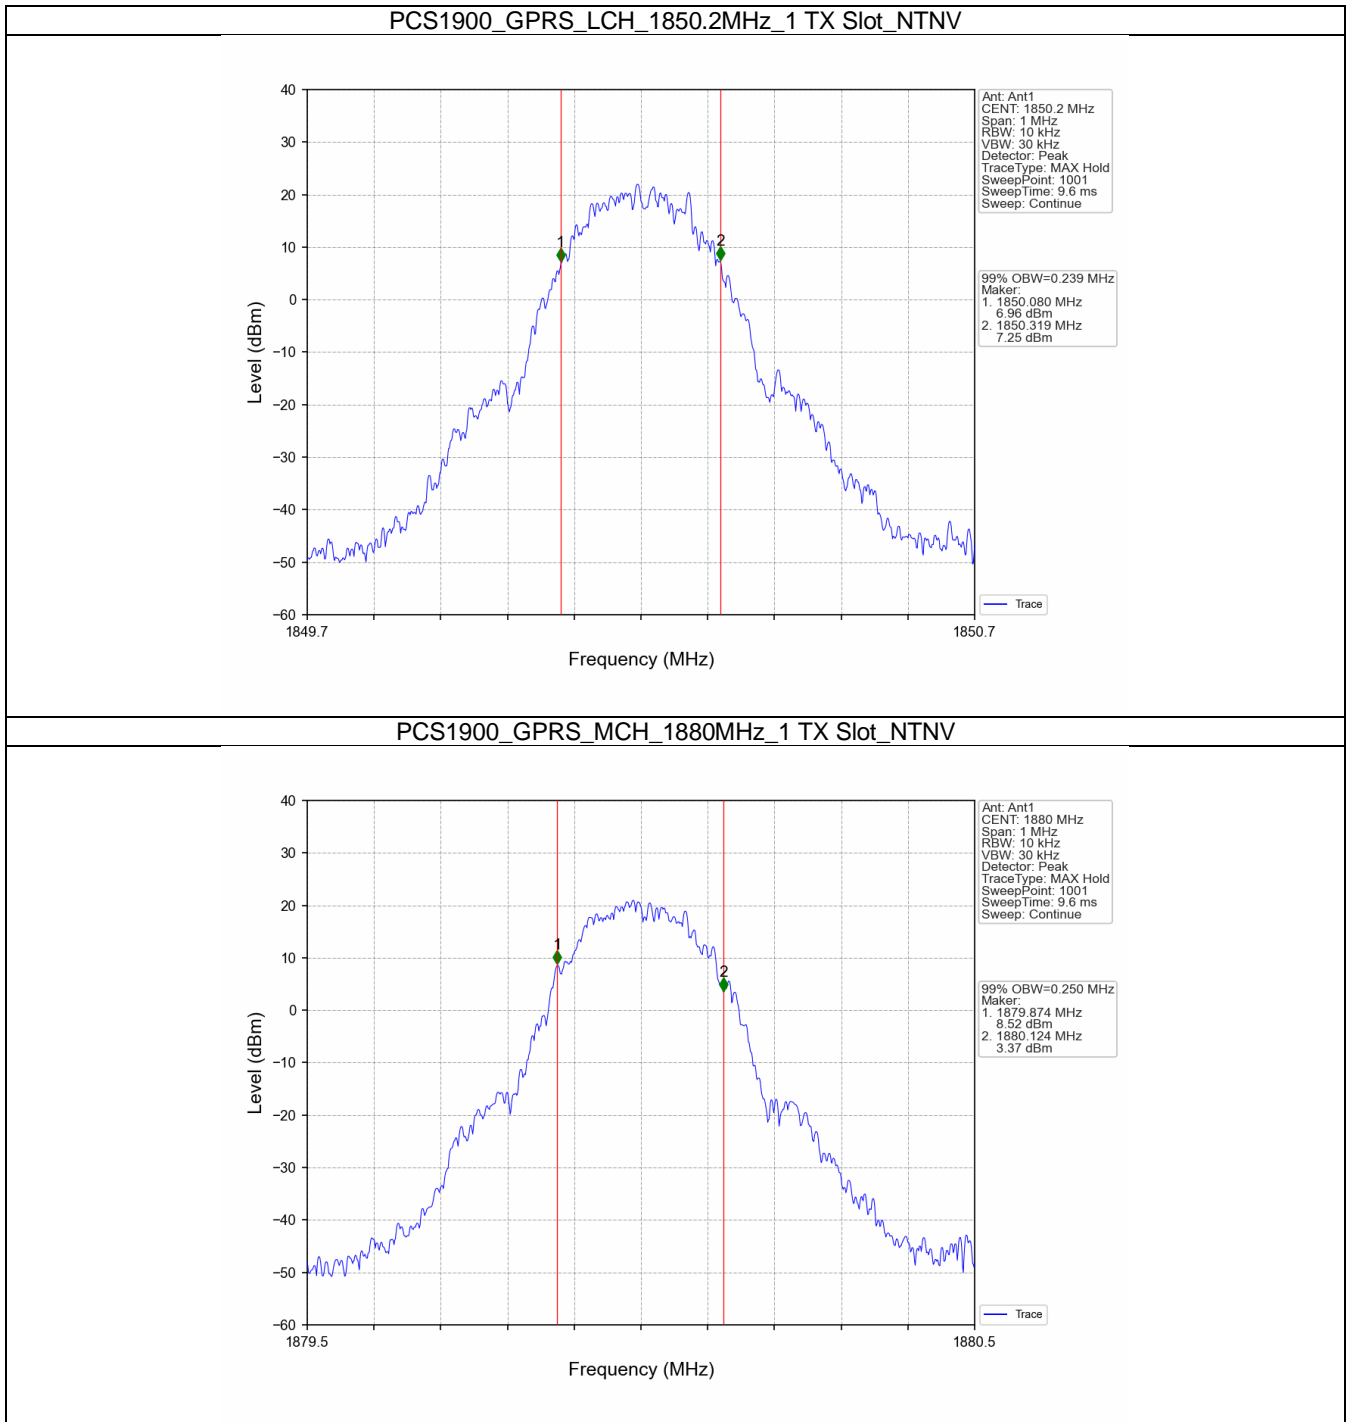 PCS1900_GPRS_LCH_1850.2MHz_1 TX Slot_NTNV
40
30
20
10
0
−10
−20
−30
−40
−50
−60
Level (dBm)
1
2
1849.7
1850.7
Frequency (MHz)
Ant: Ant1
CENT: 1850.2 MHz
Span: 1 MHz
RBW: 10 kHz
VBW: 30 kHz
Detector: Peak
TraceType: MAX Hold
SweepPoint: 1001
SweepTime: 9.6 ms
Sweep: Continue
99% OBW=0.239 MHz
Maker:
1. 1850.080 MHz
6.96 dBm
2. 1850.319 MHz
7.25 dBm
Trace
PCS1900_GPRS_MCH_1880MHz_1 TX Slot_NTNV
40
30
20
10
0
−10
−20
−30
−40
−50
−60
Level (dBm)
1
2
1879.5
1880.5
Frequency (MHz)
Ant: Ant1
CENT: 1880 MHz
Span: 1 MHz
RBW: 10 kHz
VBW: 30 kHz
Detector: Peak
TraceType: MAX Hold
SweepPoint: 1001
SweepTime: 9.6 ms
Sweep: Continue
99% OBW=0.250 MHz
Maker:
1. 1879.874 MHz
8.52 dBm
2. 1880.124 MHz
3.37 dBm
Trace